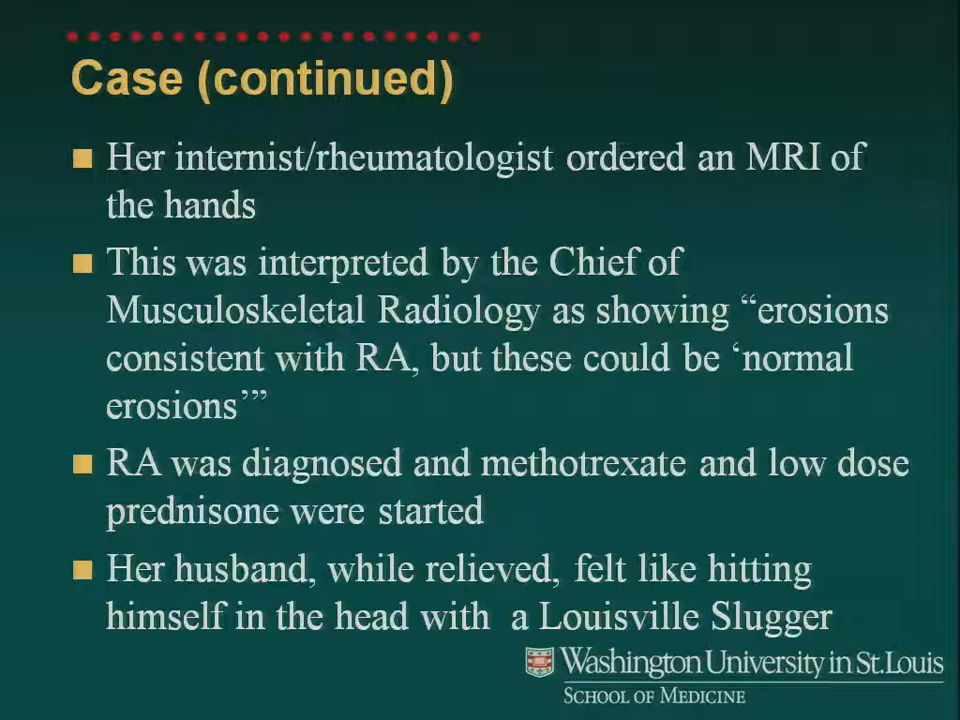 Case (continued)
Her internist/rheumatologist ordered an MRI of
the hands
This was interpreted by the Chief of
Musculoskeletal Radiology as showing “erosions
consistent with RA, but these could be ‘normal
erosions’”
RA was diagnosed and methotrexate and low dose
prednisone were started
Her husband, while relieved, felt like hitting
himself in the head with  a Louisville Slugger
Washington University in St. Louis
SCHOOL OF MEDICINE